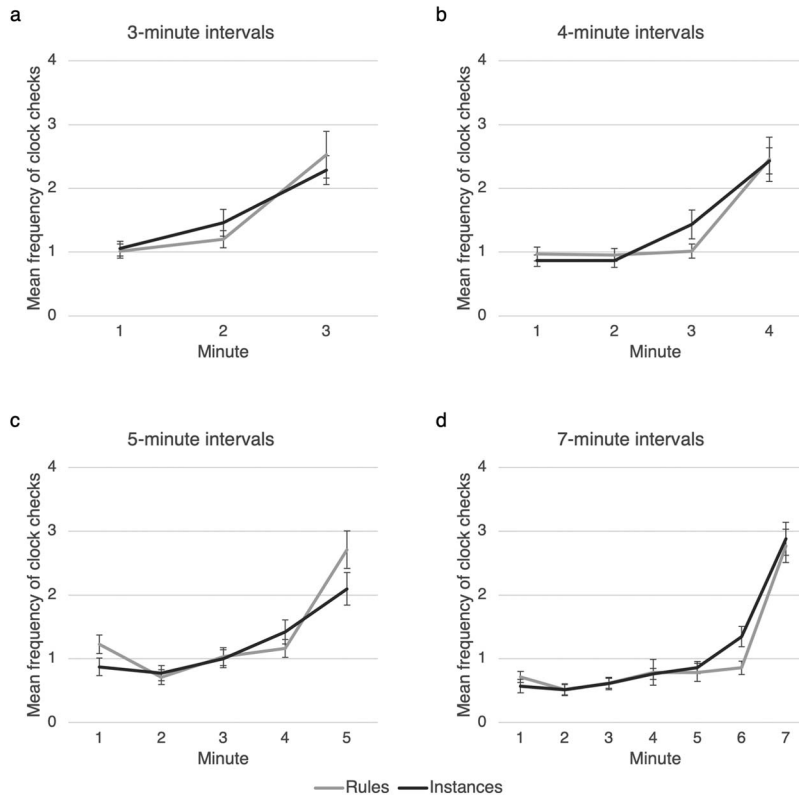 a
3-minute intervals
Mean frequency of clock checks
4
3
2
1
0
1 2 3
Minute
b
4-minute intervals
Mean frequency of clock checks
4
3
2
1
0
1 2 3 4
Minute
c
5-minute intervals
Mean frequency of clock checks
4
3
2
1
0
1 2 3 4 5
Minute
d
7-minute intervals
Mean frequency of clock checks
4
3
2
1
0
1 2 3 4 5 6 7
Minute
Rules Instances